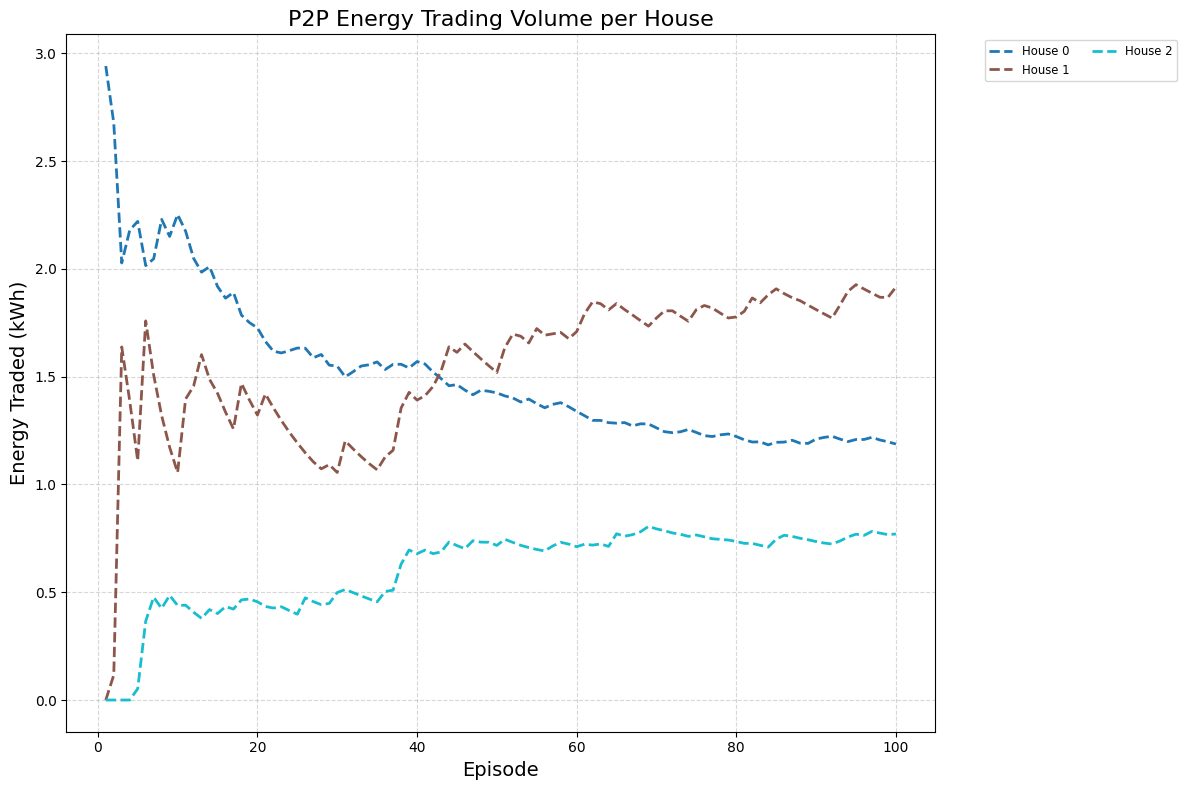 P2P Energy Trading Volume per House
House 0
House 1
House 2
Energy Traded (kWh)
3.0
2.5
2.0
1.5
1.0
0.5
0.0
0 20 40 60 80 100
Episode